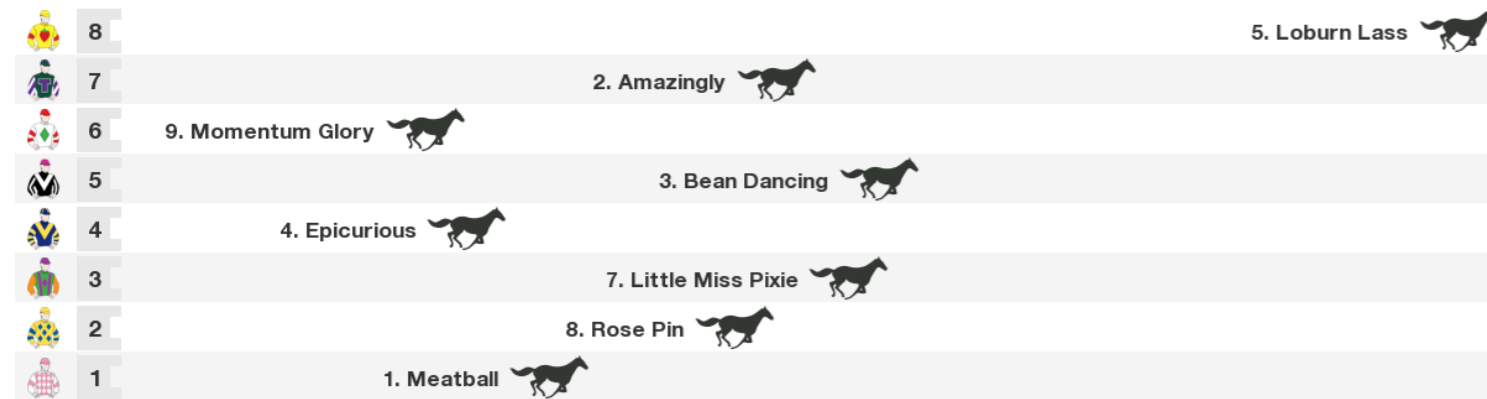 8 5. Loburn Lass
7 2. Amazingly
6 9. Momentum Glory
5 3. Bean Dancing
4 4. Epicurious
3 7. Little Miss Pixie
2 8. Rose Pin
1 1. Meatball